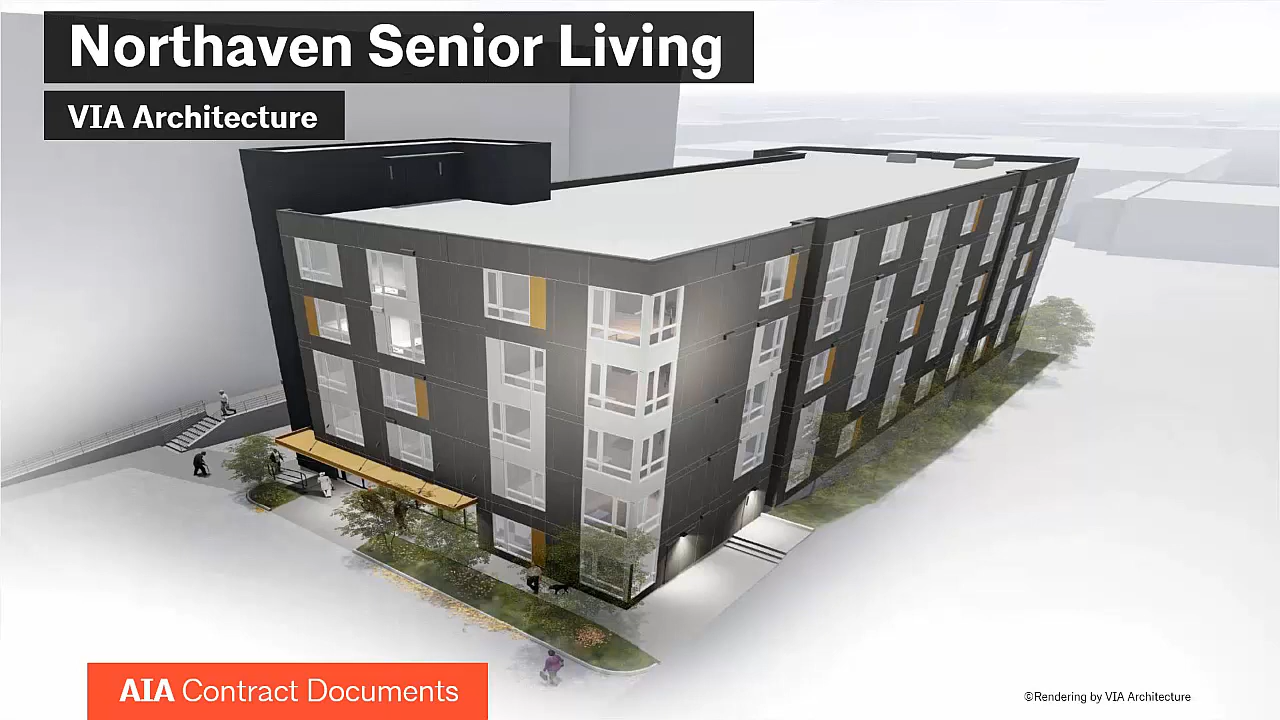 Northaven Senior Living
VIA Architecture
AIA Contract Documents
©Rendering by VIA Architecture